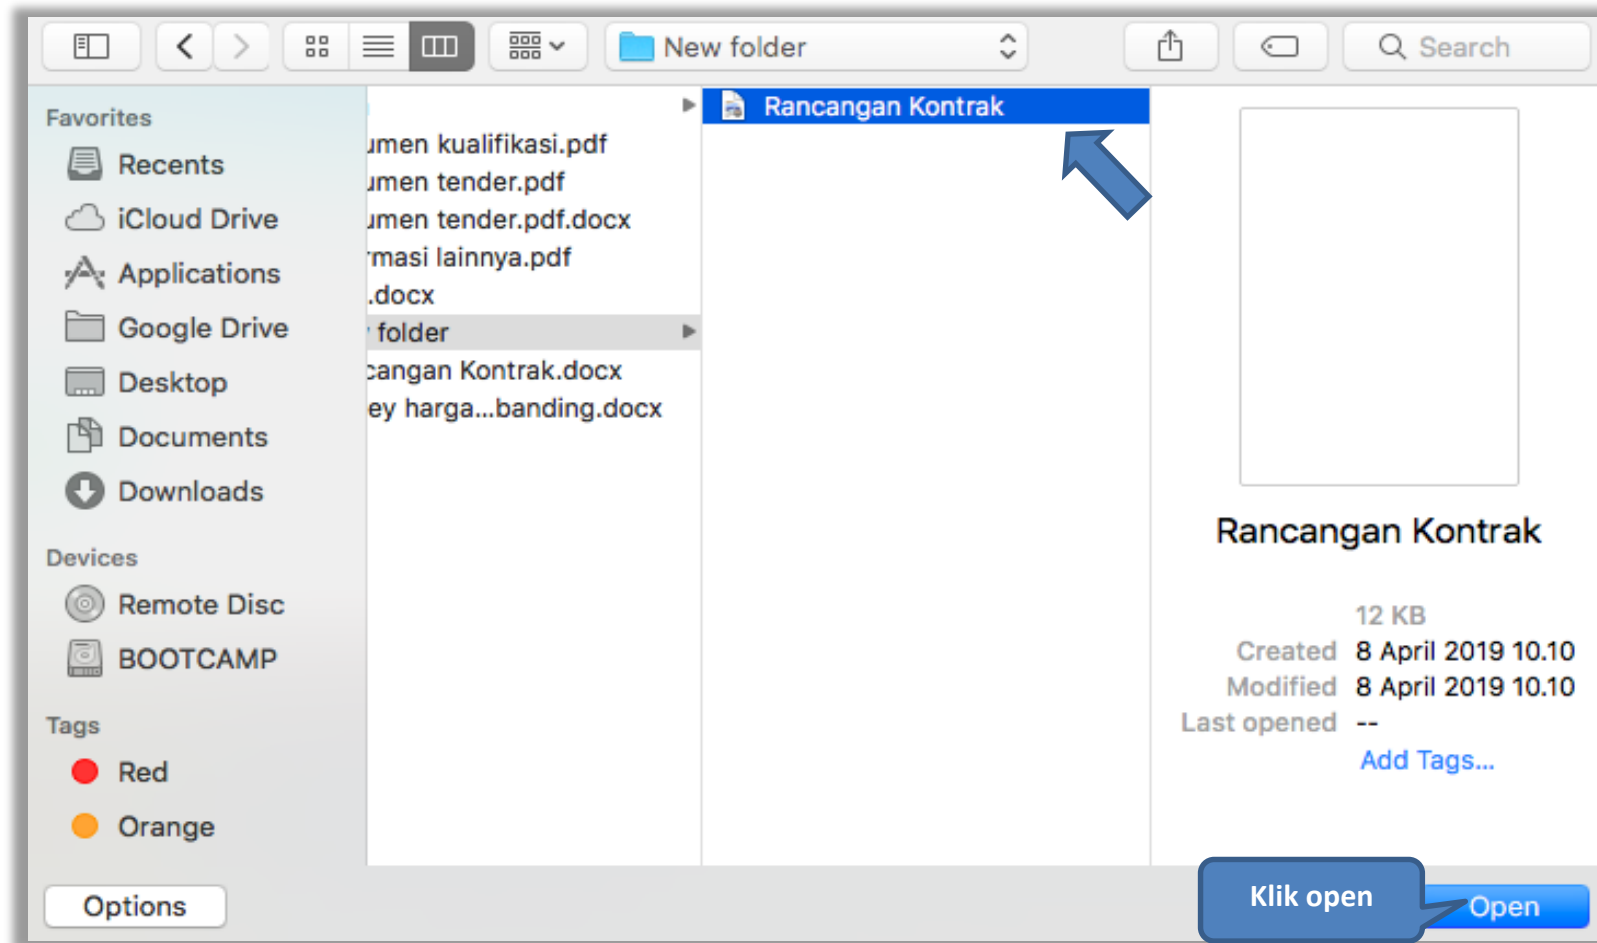 New folder
Search
Favorites
Recents
iCloud Drive
Applications
Google Drive
Desktop
Documents
Downloads
Devices
Remote Disc
BOOTCAMP
Tags
Red
Orange
umen kualifikasi.pdf
umen tender.pdf
umen tender.pdf.docx
rmasi lainnya.pdf
.docx
folder
cangan Kontrak.docx
ey harga...banding.docx
Rancangan Kontrak
Rancangan Kontrak
12 KB
Created 8 April 2019 10.10
Modified 8 April 2019 10.10
Last opened --
Add Tags...
Options
Klik open
Open